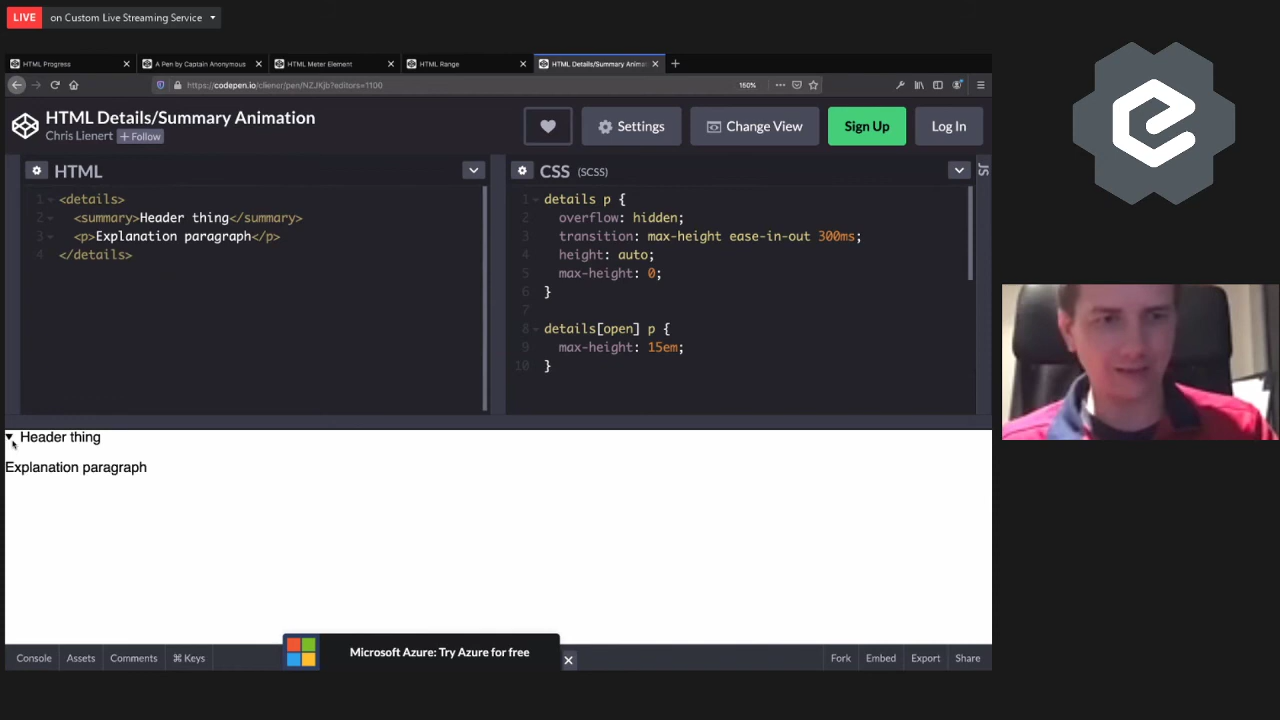 LIVE on Custom Live Streaming Service
HTML Progress
A Pen by Captain Anonymous
HTML Meter Element
HTML Range
HTML Details/Summary Anima
https://codepen.io/cliener/pen/NZJKjb?editors=1100
150%
HTML Details/Summary Animation
Chris Lienert + Follow
Settings
Change View
Sign Up
Log In
HTML
1 <details>
2 <summary>Header thing</summary>
3 <p>Explanation paragraph</p>
4 </details>
CSS (SCSS)
1 details p {
2 overflow: hidden;
3 transition: max-height ease-in-out 300ms;
4 height: auto;
5 max-height: 0;
6 }
7
8 details[open] p {
9 max-height: 15em;
10 }
JS
Header thing
Explanation paragraph
Microsoft Azure: Try Azure for free
Console Assets Comments ⌘ Keys
Fork Embed Export Share